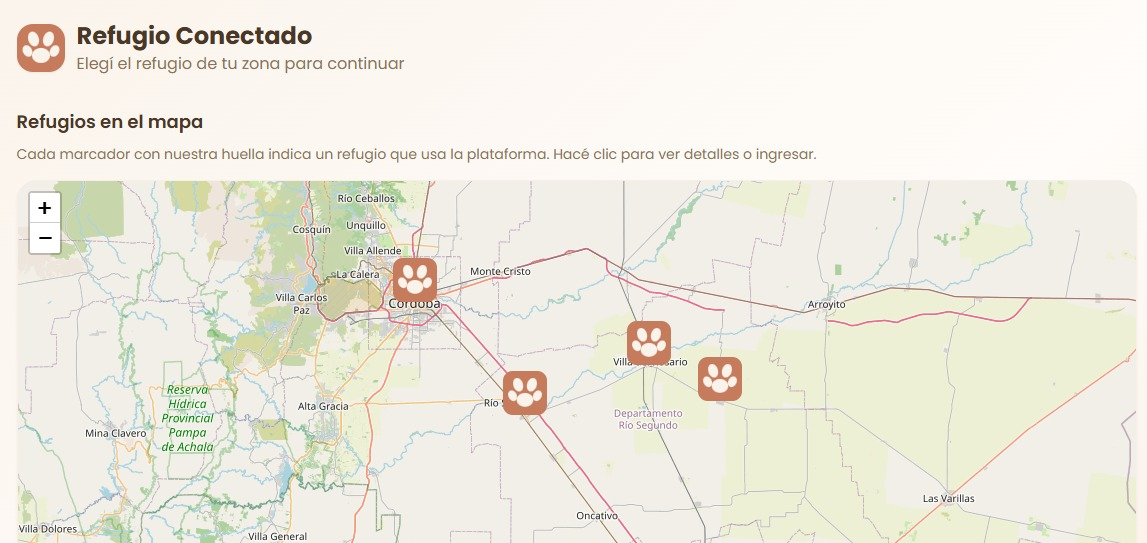 Refugio Conectado
Elegí el refugio de tu zona para continuar
Refugios en el mapa
Cada marcador con nuestra huella indica un refugio que usa la plataforma. Hacé clic para ver detalles o ingresar.
+
−
Río Ceballos
Cosquín
Unquillo
Villa Allende
La Calera
Monte Cristo
Villa Carlos
Paz
Córdoba
Arroyito
Villa
Río
Alta Gracia
Reserva
Hídrica
Provincial
Pampa
de Achala
Departamento
Río Segundo
Mina Clavero
Las Varillas
Oncativo
Villa Dolores
Villa General